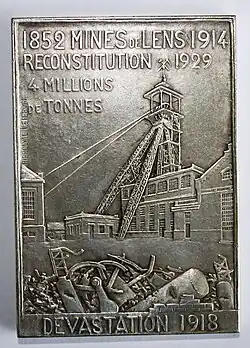 1852 MINES DE LENS 1914
RECONSTITUTION 1929
4 MILLIONS
DE TONNES
DÉVASTATION 1918